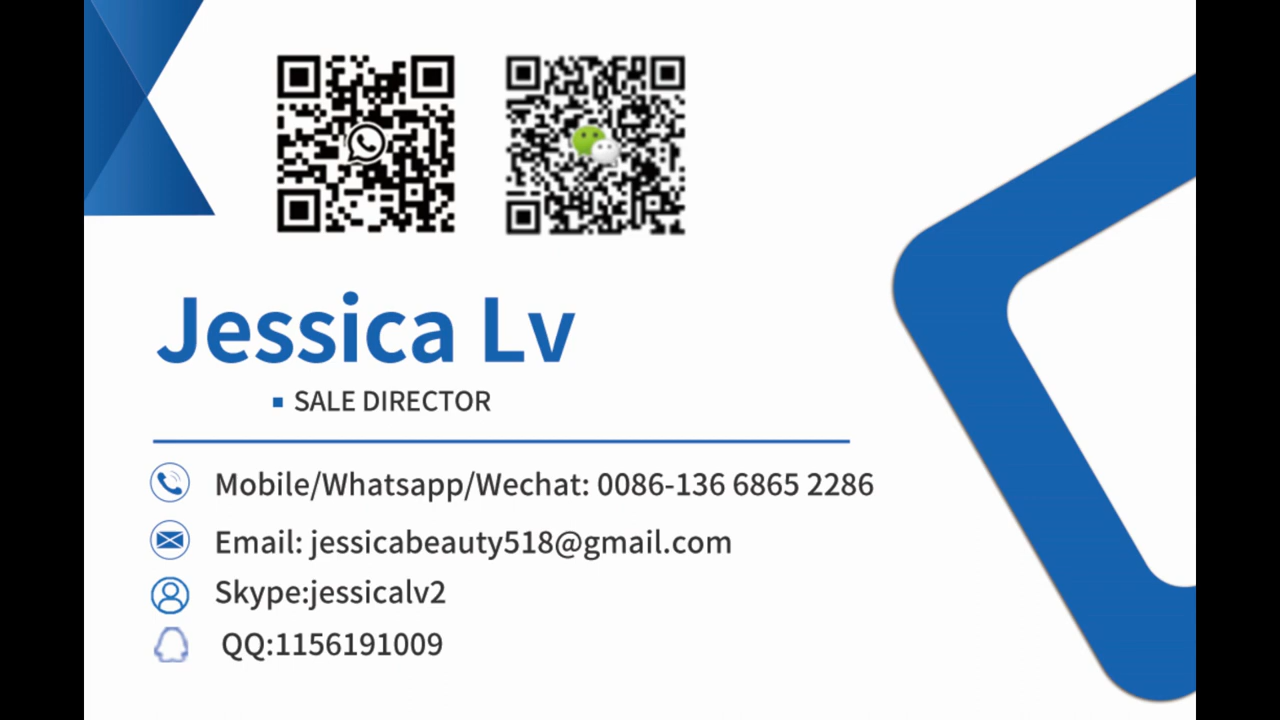 Jessica Lv
SALE DIRECTOR
Mobile/Whatsapp/Wechat: 0086-136 6865 2286
Email: jessicabeauty518@gmail.com
Skype:jessicalv2
QQ:1156191009